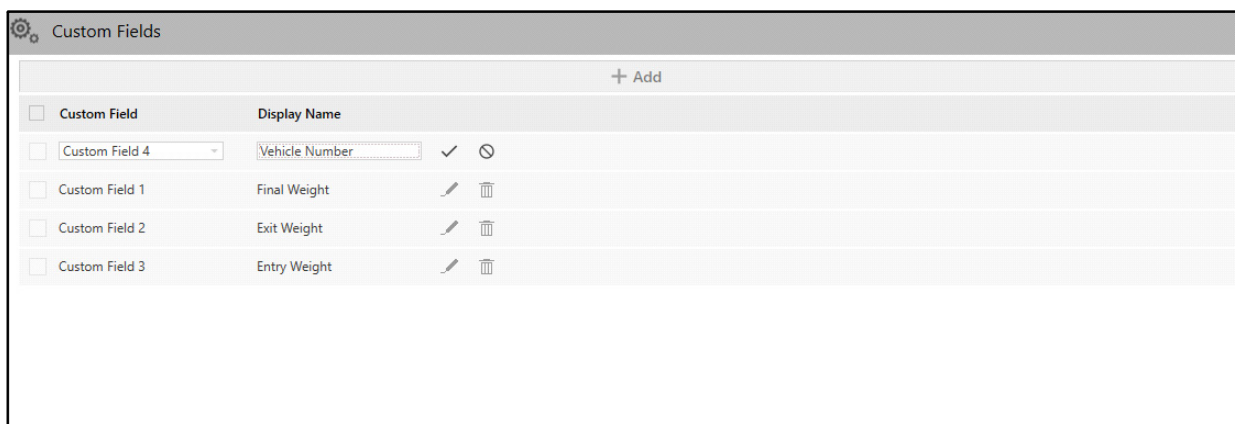 Custom Fields
+ Add
Custom Field Display Name
Custom Field 4 Vehicle Number
Custom Field 1 Final Weight
Custom Field 2 Exit Weight
Custom Field 3 Entry Weight